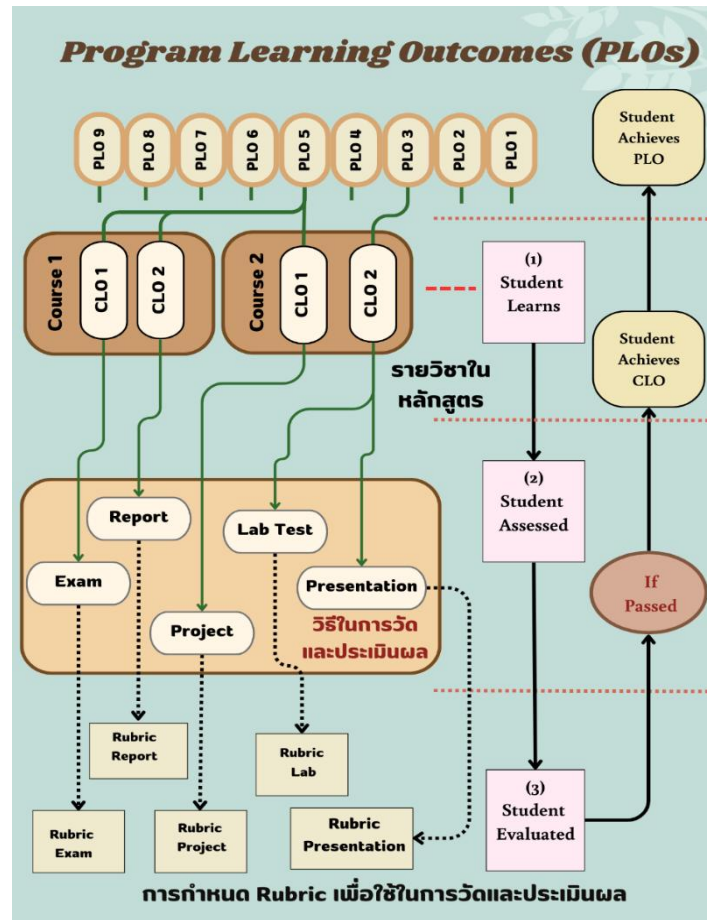 Program Learning Outcomes (PLOs)
PLO 9
PLO 8
PLO 7
PLO 6
PLO 5
PLO 4
PLO 3
PLO 2
PLO 1
Student
Achieves
PLO
Course 1
CLO 1
CLO 2
Course 2
CLO 1
CLO 2
(1)
Student
Learns
Student
Achieves
CLO
รายวิชาใน
หลักสูตร
(2)
Student
Assessed
Report
Lab Test
Exam
Presentation
Project
วิธีในการวัด
และประเมินผล
If
Passed
Rubric
Report
Rubric
Lab
(3)
Student
Evaluated
Rubric
Exam
Rubric
Project
Rubric
Presentation
การกำหนด Rubric เพื่อใช้ในการวัดและประเมินผล